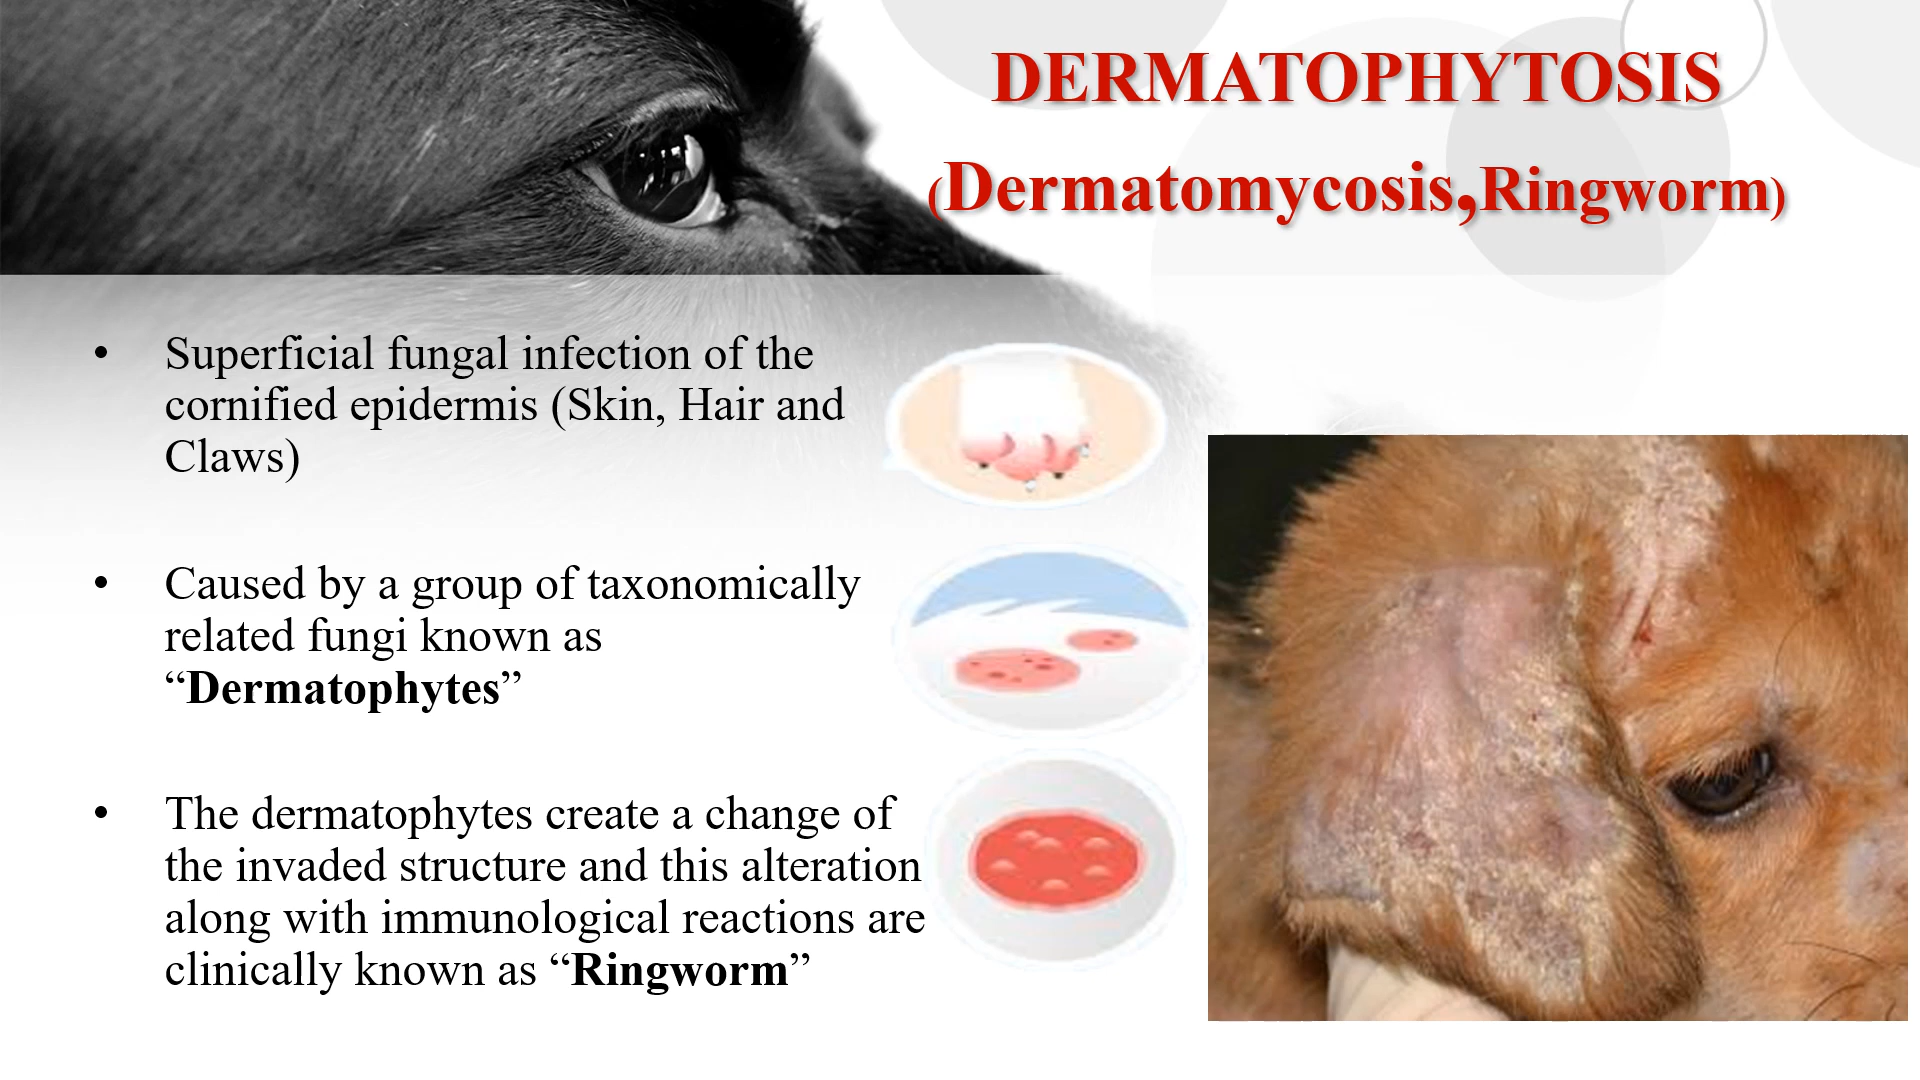 DERMATOPHYTOSIS
(Dermatomycosis,Ringworm)
• Superficial fungal infection of the
cornified epidermis (Skin, Hair and
Claws)
• Caused by a group of taxonomically
related fungi known as
“Dermatophytes”
• The dermatophytes create a change of
the invaded structure and this alteration
along with immunological reactions are
clinically known as “Ringworm”